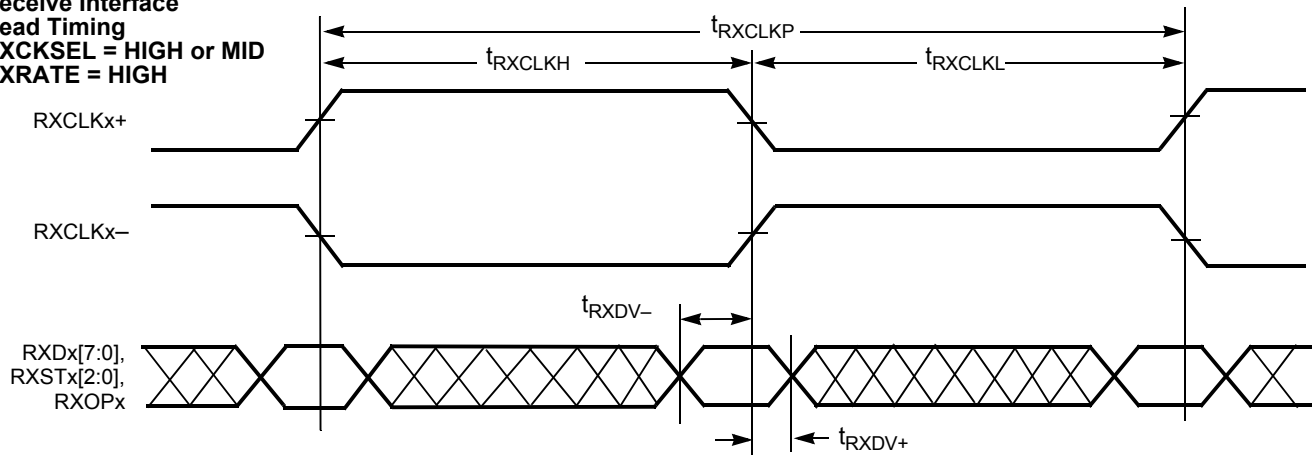 eceive Interface
ead Timing
XCKSEL = HIGH or MID
XRATE = HIGH
tRXCLKP
tRXCLKH
tRXCLKL
RXCLKx+
RXCLKx–
tRXDV–
RXDx[7:0],
RXSTx[2:0],
RXOPx
tRXDV+